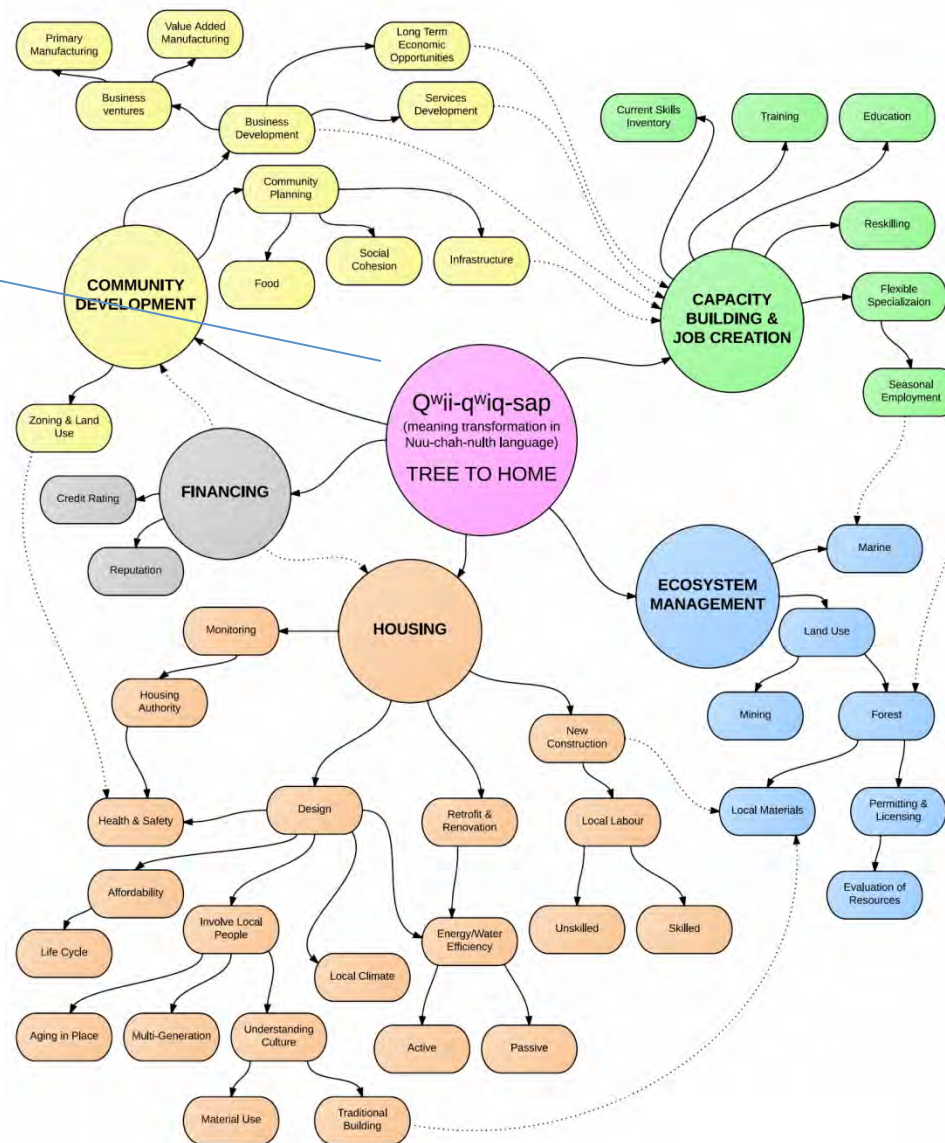 Primary
Manufacturing
Value Added
Manufacturing
Business
ventures
Business
Development
Long Term
Economic
Opportunities
Services
Development
Community
Planning
Food
Social
Cohesion
Infrastructure
COMMUNITY
DEVELOPMENT
Zoning & Land
Use
Current Skills
Inventory
Training
Education
Reskilling
CAPACITY
BUILDING &
JOB CREATION
Flexible
Specializaion
Seasonal
Employment
Qʷii-qʷiq-sap
(meaning transformation in
Nuu-chah-nulth language)
TREE TO HOME
FINANCING
Credit Rating
Reputation
ECOSYSTEM
MANAGEMENT
Marine
Land Use
Mining
Forest
Local Materials
Permitting &
Licensing
Evaluation of
Resources
HOUSING
Monitoring
Housing
Authority
Health & Safety
Design
Retrofit &
Renovation
New
Construction
Local Labour
Unskilled
Skilled
Affordability
Life Cycle
Involve Local
People
Local Climate
Energy/Water
Efficiency
Active
Passive
Aging in Place
Multi-Generation
Understanding
Culture
Material Use
Traditional
Building